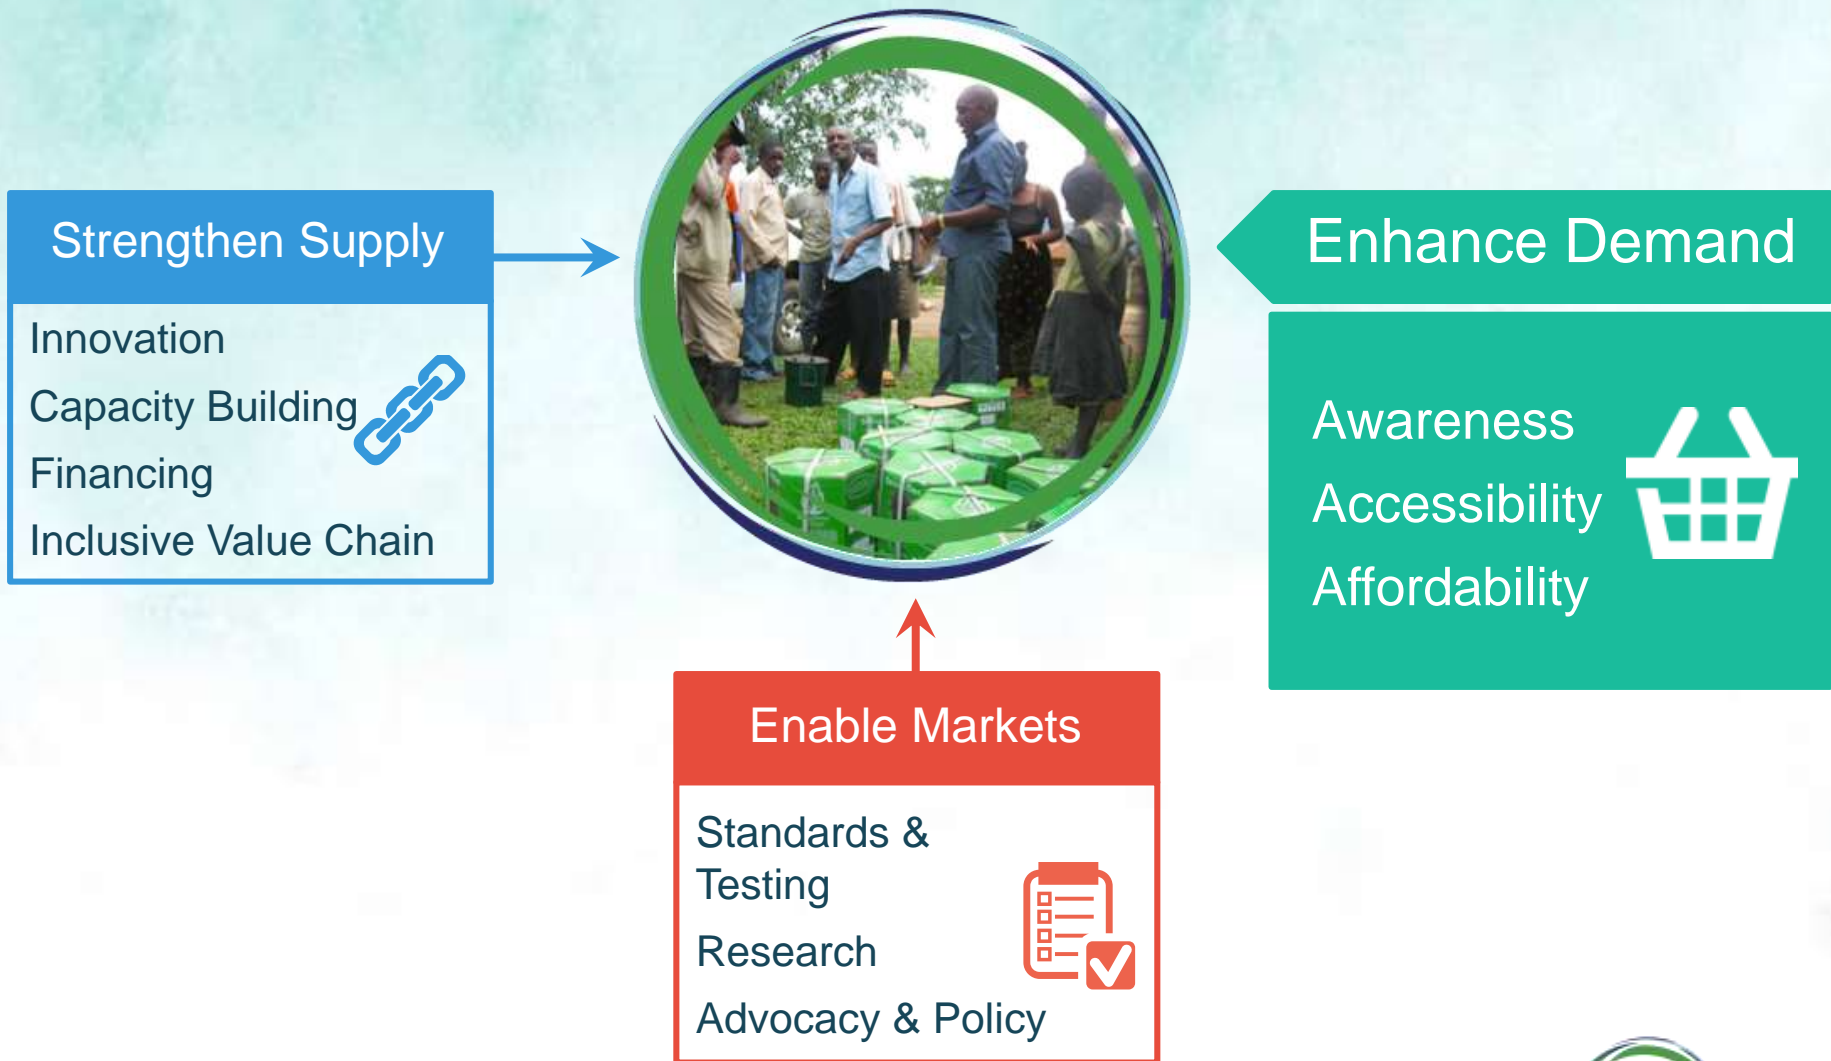 Strengthen Supply
Innovation
Capacity Building
Financing
Inclusive Value Chain
Enhance Demand
Awareness
Accessibility
Affordability
Enable Markets
Standards &
Testing
Research
Advocacy & Policy